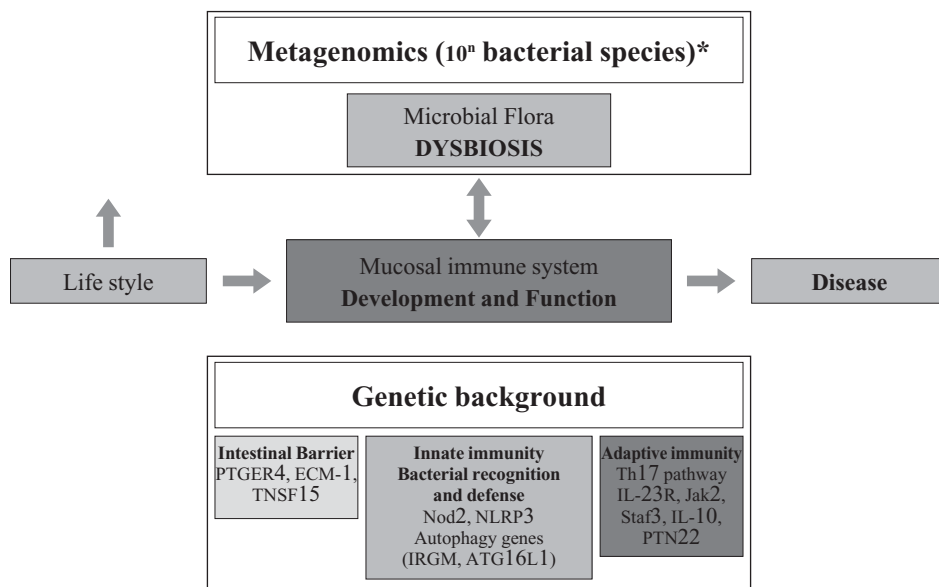 Metagenomics (10ⁿ bacterial species)*
Microbial Flora
DYSBIOSIS
Life style
Mucosal immune system
Development and Function
Disease
Genetic background
Intestinal Barrier
PTGER4, ECM-1,
TNSF15
Innate immunity
Bacterial recognition
and defense
Nod2, NLRP3
Autophagy genes
(IRGM, ATG16L1)
Adaptive immunity
Th17 pathway
IL-23R, Jak2,
Staf3, IL-10,
PTN22